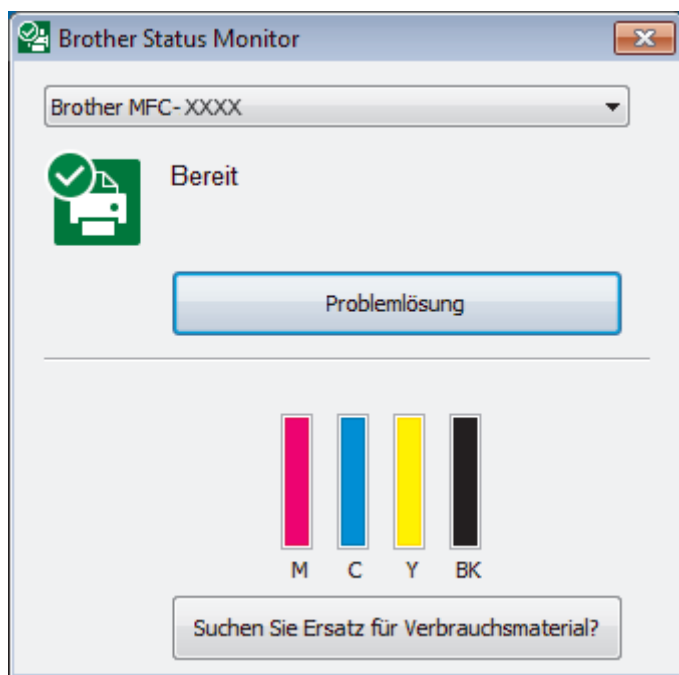 Brother Status Monitor
Brother MFC- XXXX
Bereit
Problemlösung
M C Y BK
Suchen Sie Ersatz für Verbrauchsmaterial?